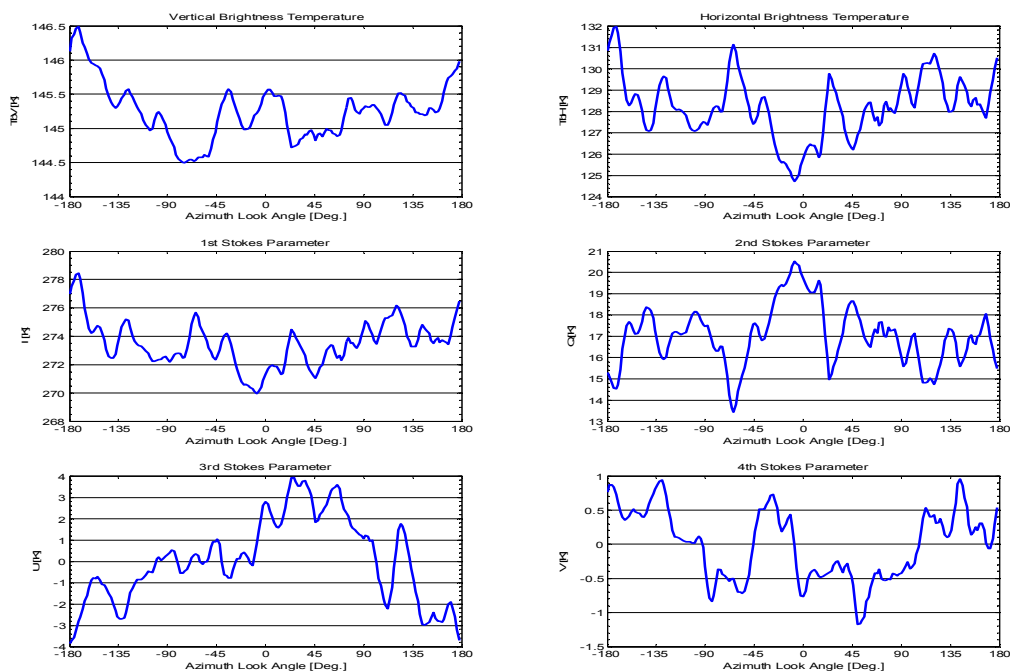 Vertical Brightness Temperature
146.5
146
145.5
145
144.5
144
TbV[K]
-180 -135 -90 -45 0 45 90 135 180
Azimuth Look Angle [Deg.]
Horizontal Brightness Temperature
132
131
130
129
128
127
126
125
124
TbH[K]
-180 -135 -90 -45 0 45 90 135 180
Azimuth Look Angle [Deg.]
1st Stokes Parameter
280
278
276
274
272
270
268
I [K]
-180 -135 -90 -45 0 45 90 135 180
Azimuth Look Angle [Deg.]
2nd Stokes Parameter
21
20
19
18
17
16
15
14
13
Q[K]
-180 -135 -90 -45 0 45 90 135 180
Azimuth Look Angle [Deg.]
3rd Stokes Parameter
4
3
2
1
0
-1
-2
-3
-4
U[K]
-180 -135 -90 -45 0 45 90 135 180
Azimuth Look Angle [Deg.]
4th Stokes Parameter
1
0.5
0
-0.5
-1
-1.5
V[K]
-180 -135 -90 -45 0 45 90 135 180
Azimuth Look Angle [Deg.]